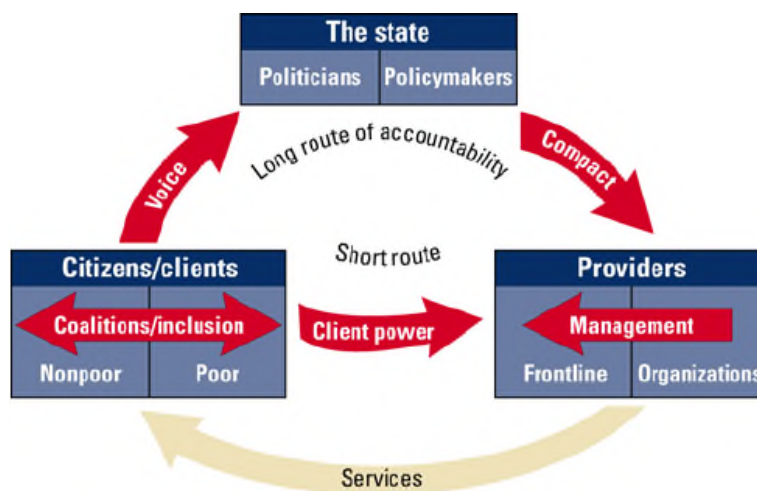 The state
Politicians
Policymakers
Long route of accountability
Voice
Compact
Short route
Citizens/clients
Coalitions/inclusion
Nonpoor
Poor
Client power
Providers
Management
Frontline
Organizations
Services